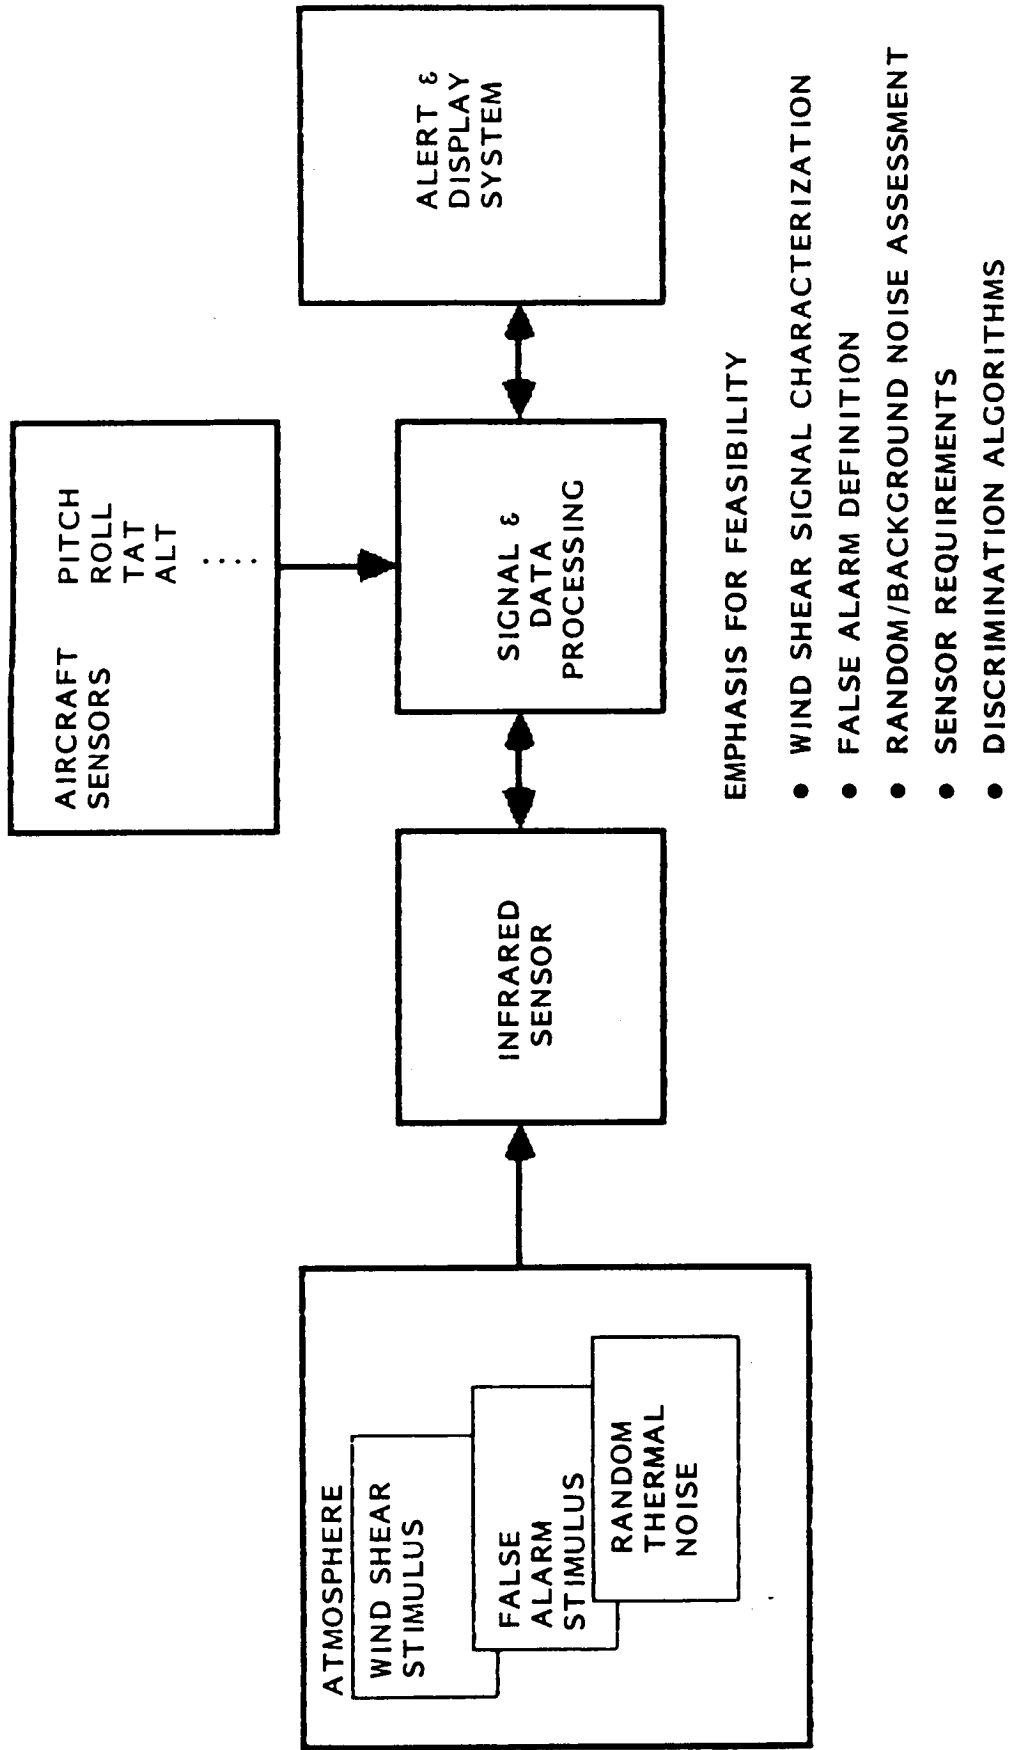 AIRCRAFT
SENSORS
PITCH
ROLL
TAT
ALT
.....
ATMOSPHERE
WIND SHEAR
STIMULUS
FALSE
ALARM
STIMULUS
RANDOM
THERMAL
NOISE
INFRARED
SENSOR
SIGNAL &
DATA
PROCESSING
ALERT &
DISPLAY
SYSTEM
EMPHASIS FOR FEASIBILITY
● WIND SHEAR SIGNAL CHARACTERIZATION
● FALSE ALARM DEFINITION
● RANDOM/BACKGROUND NOISE ASSESSMENT
● SENSOR REQUIREMENTS
● DISCRIMINATION ALGORITHMS